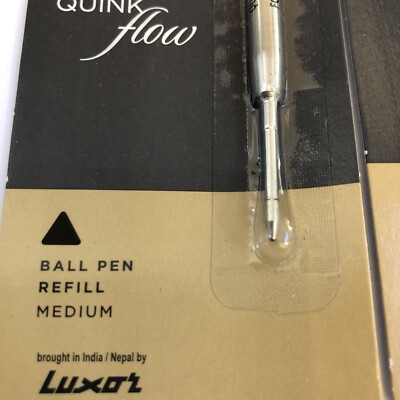 QUINK
flow
BALL PEN
REFILL
MEDIUM
brought in India / Nepal by
Luxor